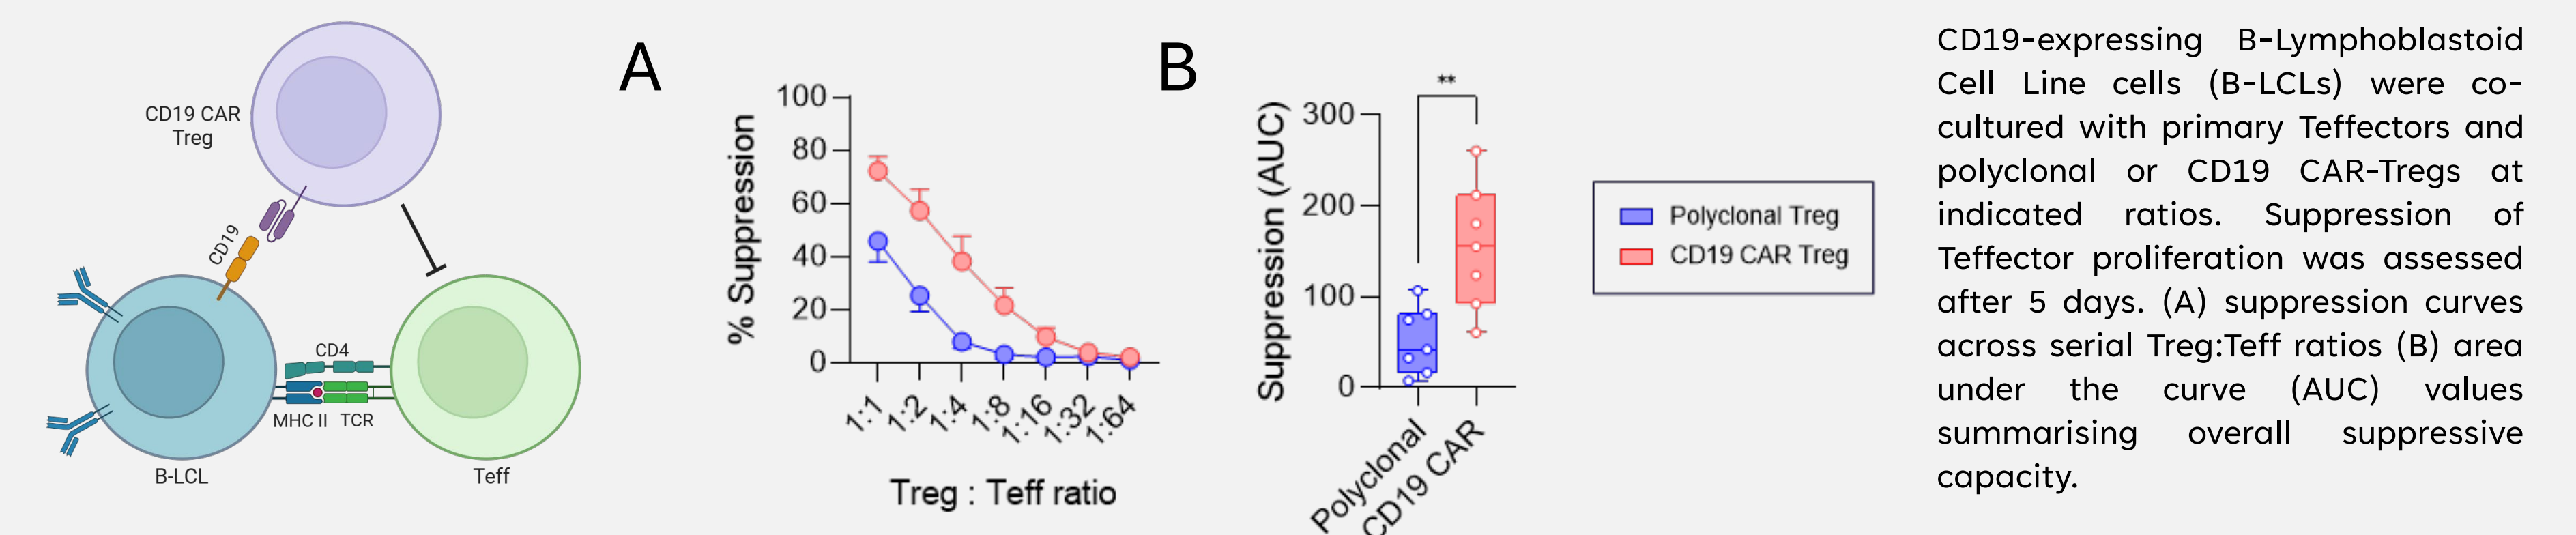 CD19 CAR
Treg
CD19
CD4
MHC II TCR
B-LCL
Teff
A
% Suppression
100
80
60
40
20
0
1:1
1:2
1:4
1:8
1:16
1:32
1:64
Treg : Teff ratio
B
**
Suppression (AUC)
300
200
100
0
Polyclonal
CD19 CAR
Polyclonal Treg
CD19 CAR Treg
CD19-expressing B-Lymphoblastoid
Cell Line cells (B-LCLs) were co-
cultured with primary Teffectors and
polyclonal or CD19 CAR-Tregs at
indicated ratios. Suppression of
Teffector proliferation was assessed
after 5 days. (A) suppression curves
across serial Treg:Teff ratios (B) area
under the curve (AUC) values
summarising overall suppressive
capacity.